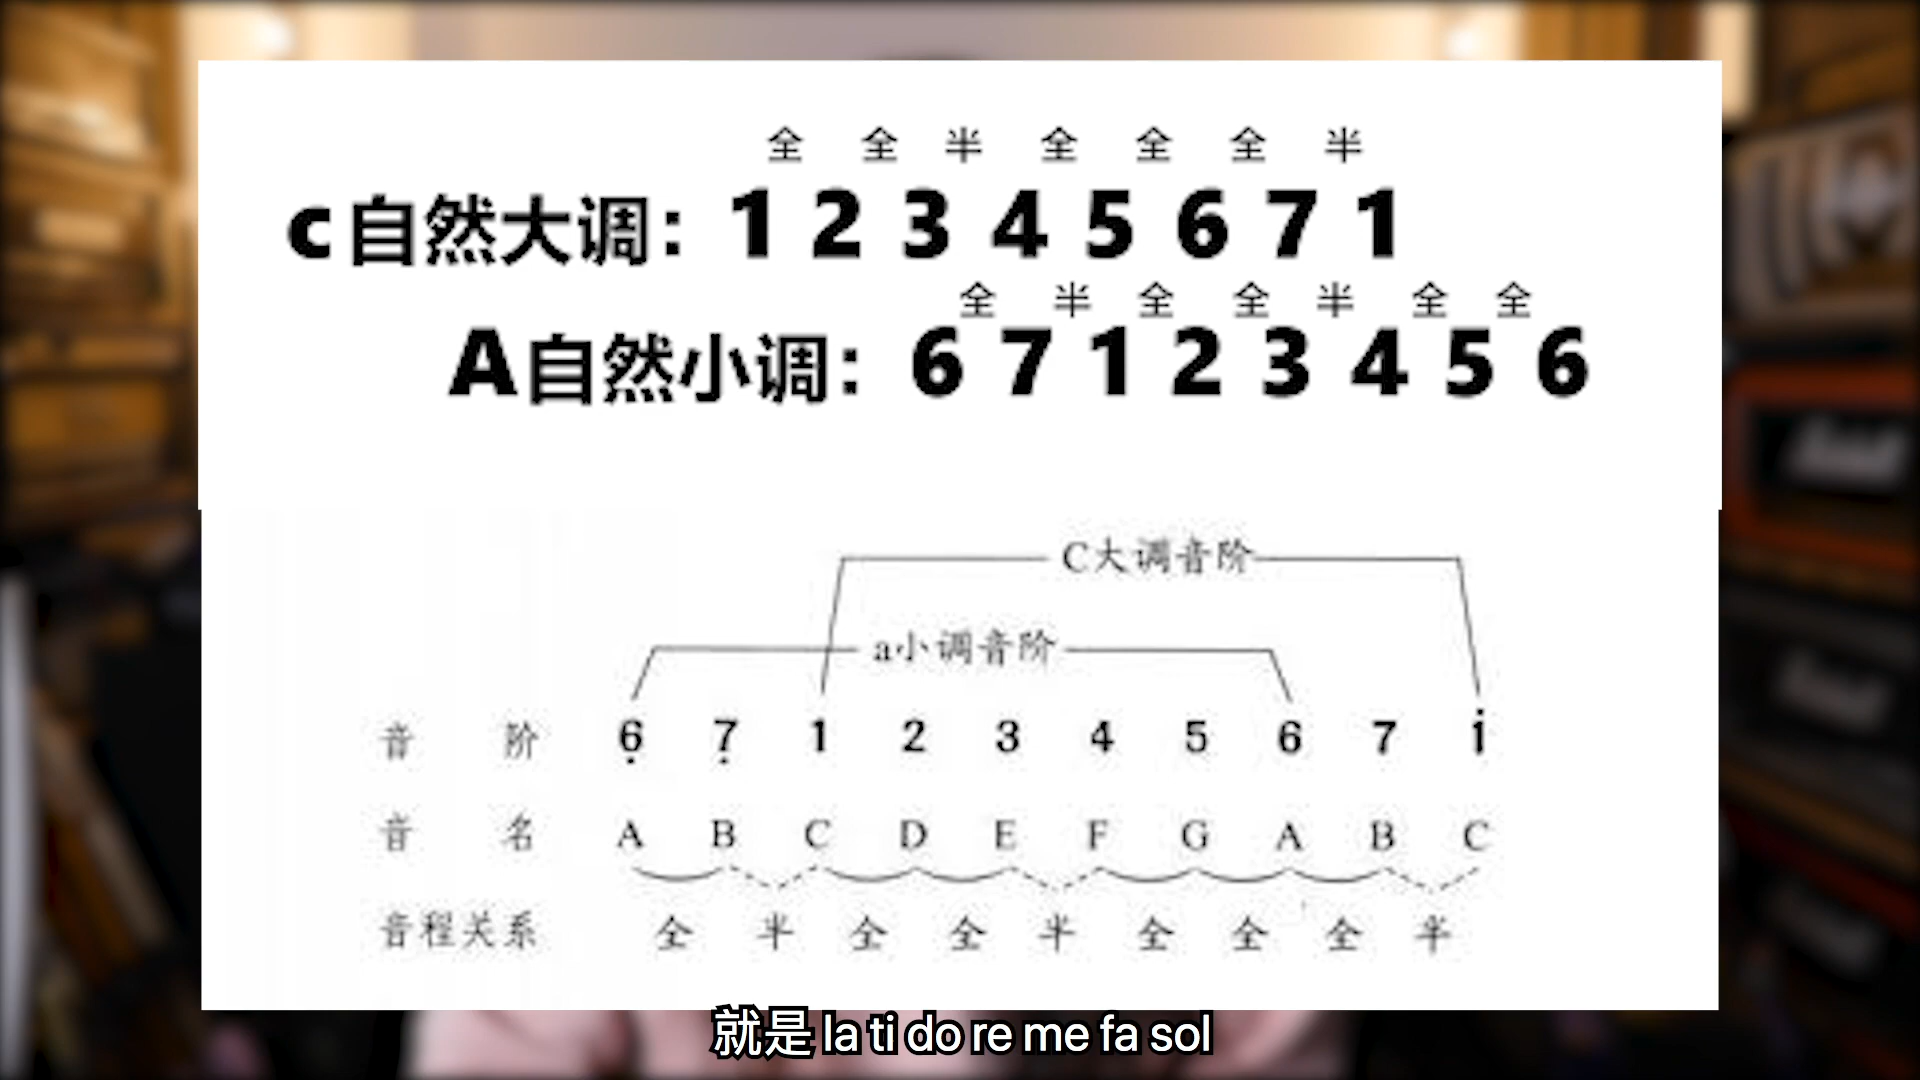 全 全 半 全 全 全 半
c自然大调：1 2 3 4 5 6 7 1
全 半 全 全 半 全 全
A自然小调：6 7 1 2 3 4 5 6
C大调音阶
a小调音阶
音 阶 6̣ 7̣ 1 2 3 4 5 6 7 1̇
音 名 A B C D E F G A B C
音程关系 全 半 全 全 半 全 全 全 半
就是 la ti do re me fa sol